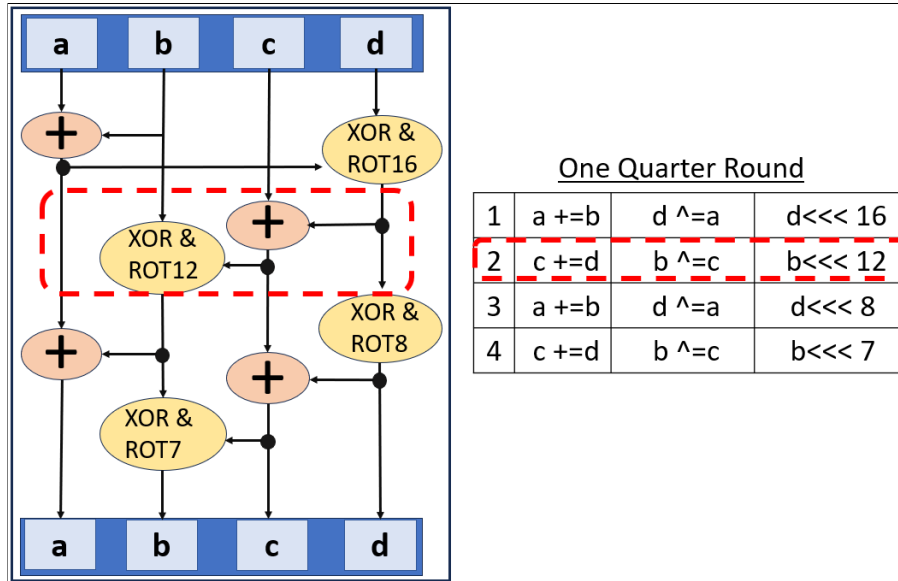 a b c d
+
XOR &
ROT16
+
XOR &
ROT12
XOR &
ROT8
+
+
XOR &
ROT7
a b c d
One Quarter Round
1 a +=b d ^=a d<<< 16
2 c +=d b ^=c b<<< 12
3 a +=b d ^=a d<<< 8
4 c +=d b ^=c b<<< 7